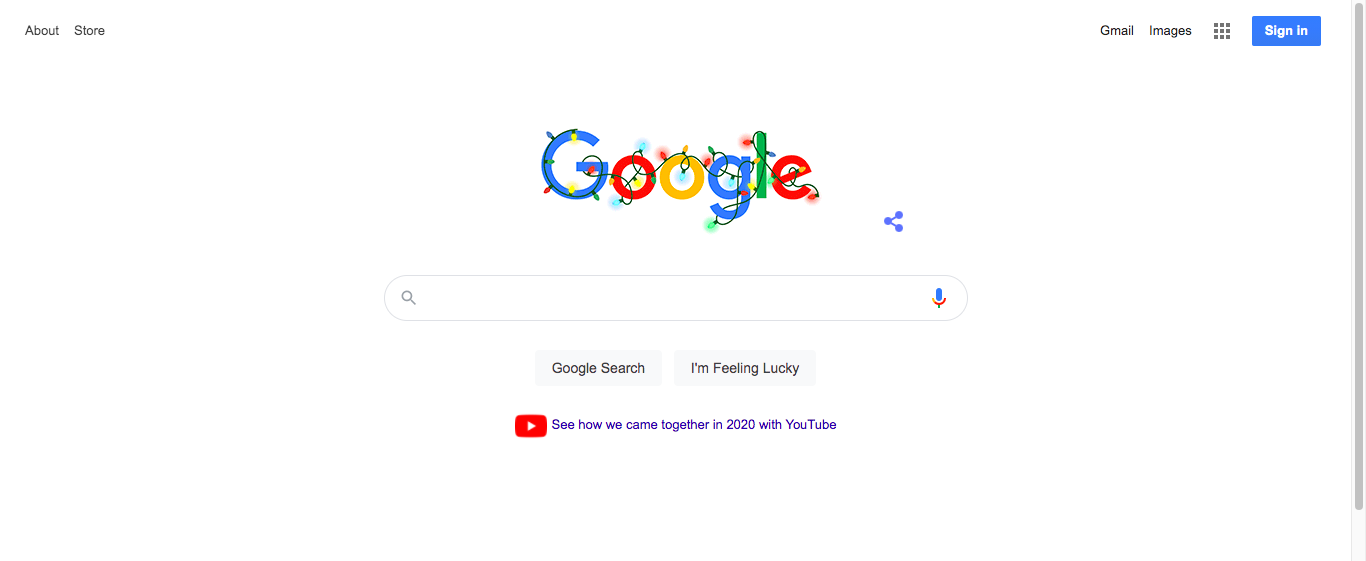 About Store
Gmail Images Sign in
Google
Google Search I'm Feeling Lucky
See how we came together in 2020 with YouTube